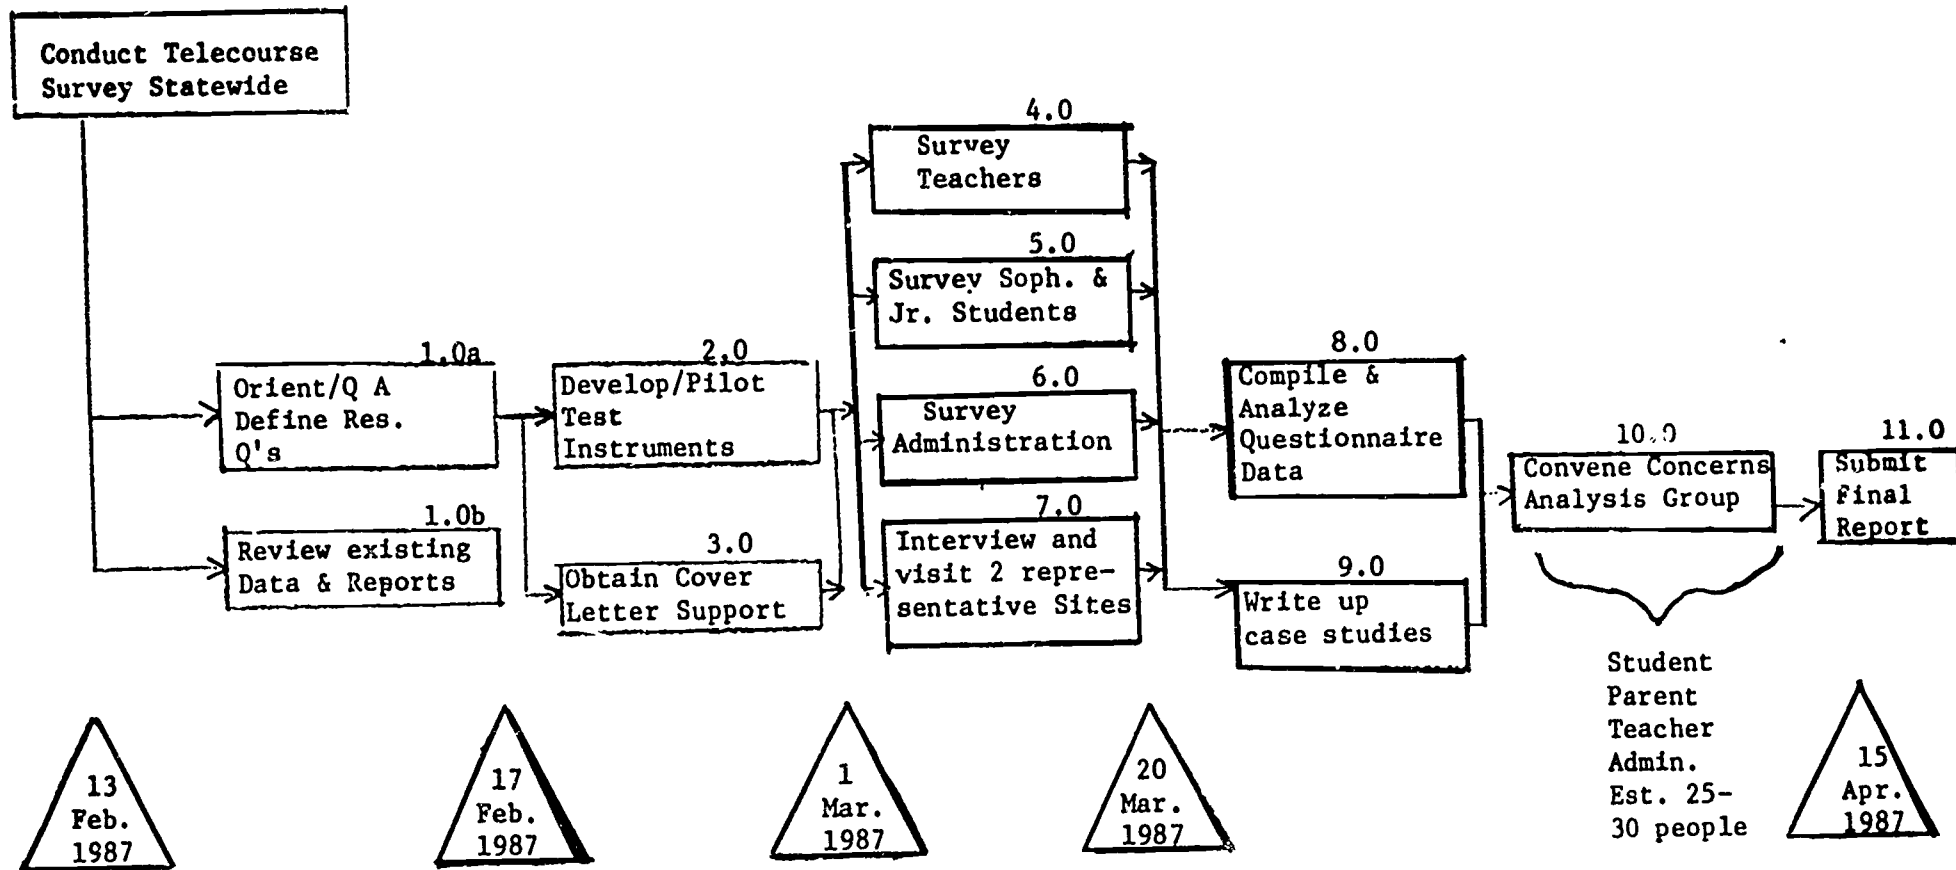 Conduct Telecourse
Survey Statewide
1.0a
Orient/Q A
Define Res.
Q's
1.0b
Review existing
Data & Reports
2.0
Develop/Pilot
Test
Instruments
3.0
Obtain Cover
Letter Support
4.0
Survey
Teachers
5.0
Survey Soph. &
Jr. Students
6.0
Survey
Administration
7.0
Interview and
visit 2 repre-
sentative Sites
8.0
Compile &
Analyze
Questionnaire
Data
9.0
Write up
case studies
10.0
Convene Concerns
Analysis Group
11.0
Submit
Final
Report
Student
Parent
Teacher
Admin.
Est. 25-
30 people
13
Feb.
1987
17
Feb.
1987
1
Mar.
1987
20
Mar.
1987
15
Apr.
1987